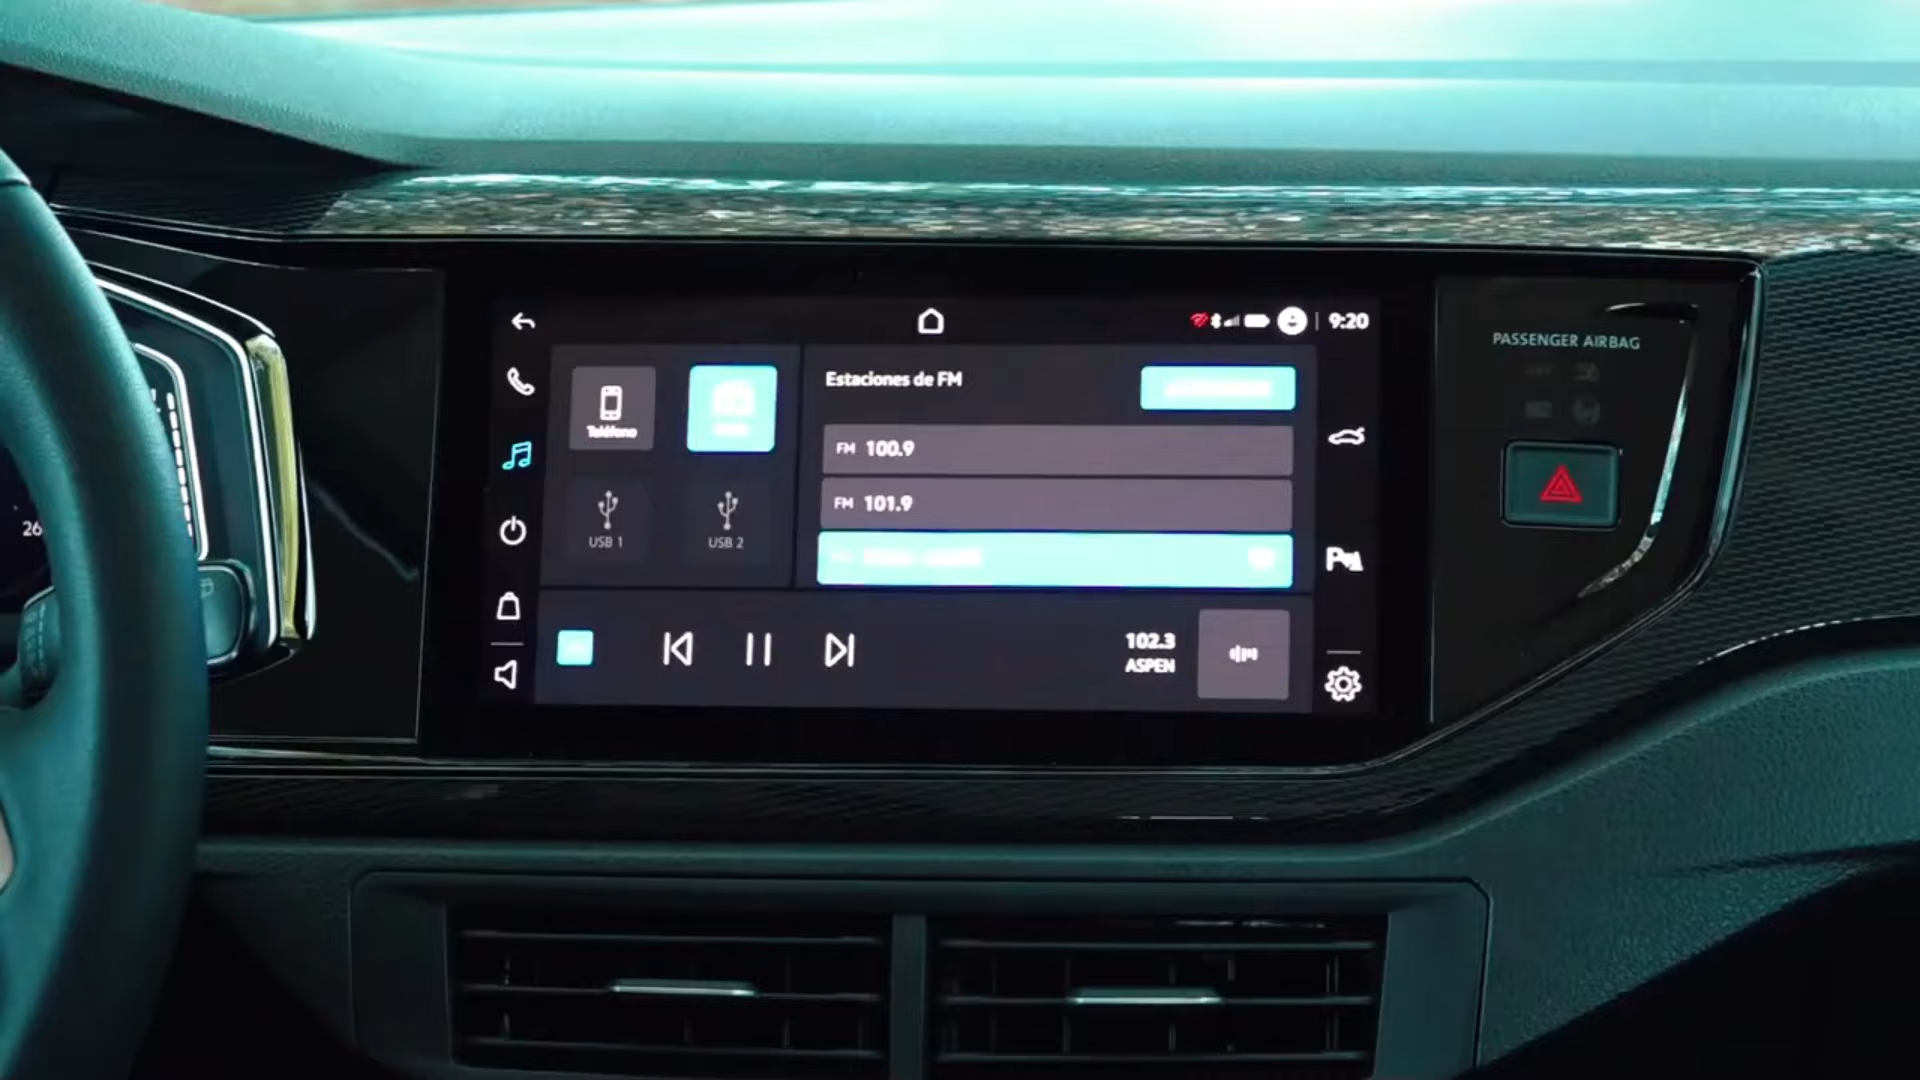 9:20
PASSENGER AIRBAG
Estaciones de FM
Teléfono
FM 100.9
FM 101.9
USB 1
USB 2
102.3
ASPEN
26